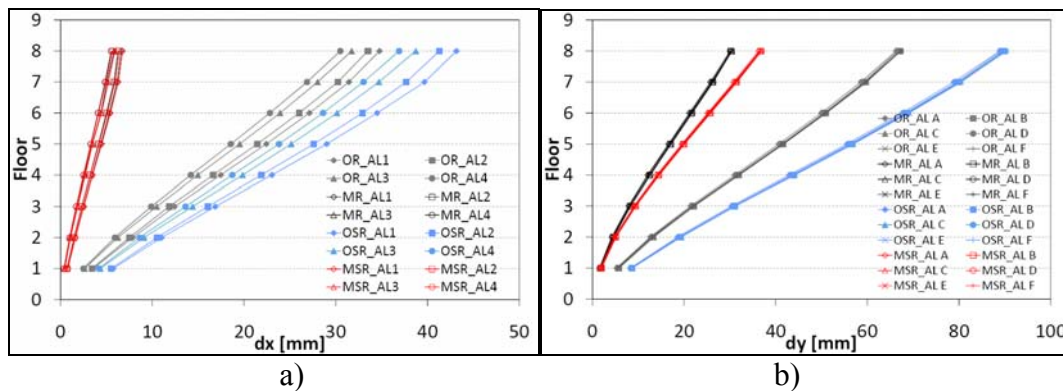 9
8
7
6
5
4
3
2
1
0
Floor
OR_AL1 OR_AL2
OR_AL3 OR_AL4
MR_AL1 MR_AL2
MR_AL3 MR_AL4
OSR_AL1 OSR_AL2
OSR_AL3 OSR_AL4
MSR_AL1 MSR_AL2
MSR_AL3 MSR_AL4
0 10 20 30 40 50
dx [mm]
a)
9
8
7
6
5
4
3
2
1
0
Floor
OR_AL A OR_AL B
OR_AL C OR_AL D
OR_AL E OR_AL F
MR_AL A MR_AL B
MR_AL C MR_AL D
MR_AL E MR_AL F
OSR_AL A OSR_AL B
OSR_AL C OSR_AL D
OSR_AL E OSR_AL F
MSR_AL A MSR_AL B
MSR_AL C MSR_AL D
MSR_AL E MSR_AL F
0 20 40 60 80 100
dy [mm]
b)